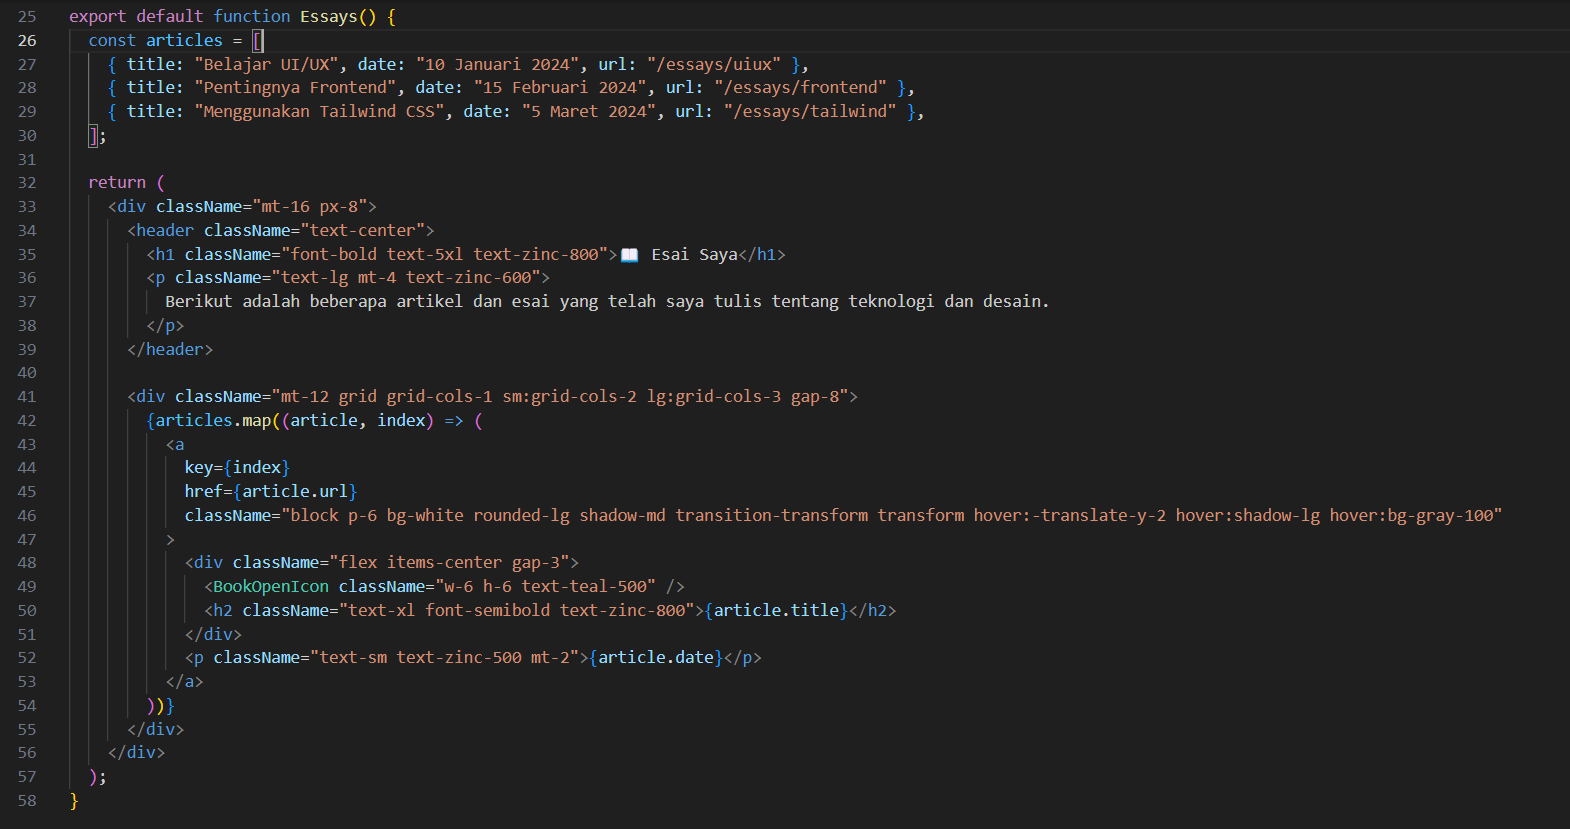 25 export default function Essays() {
26   const articles = [
27     { title: "Belajar UI/UX", date: "10 Januari 2024", url: "/essays/uiux" },
28     { title: "Pentingnya Frontend", date: "15 Februari 2024", url: "/essays/frontend" },
29     { title: "Menggunakan Tailwind CSS", date: "5 Maret 2024", url: "/essays/tailwind" },
30   ];
31
32   return (
33     <div className="mt-16 px-8">
34       <header className="text-center">
35         <h1 className="font-bold text-5xl text-zinc-800">📖 Esai Saya</h1>
36         <p className="text-lg mt-4 text-zinc-600">
37           Berikut adalah beberapa artikel dan esai yang telah saya tulis tentang teknologi dan desain.
38         </p>
39       </header>
40
41       <div className="mt-12 grid grid-cols-1 sm:grid-cols-2 lg:grid-cols-3 gap-8">
42         {articles.map((article, index) => (
43           <a
44             key={index}
45             href={article.url}
46             className="block p-6 bg-white rounded-lg shadow-md transition-transform transform hover:-translate-y-2 hover:shadow-lg hover:bg-gray-100"
47           >
48             <div className="flex items-center gap-3">
49               <BookOpenIcon className="w-6 h-6 text-teal-500" />
50               <h2 className="text-xl font-semibold text-zinc-800">{article.title}</h2>
51             </div>
52             <p className="text-sm text-zinc-500 mt-2">{article.date}</p>
53           </a>
54         ))}
55       </div>
56     </div>
57   );
58 }